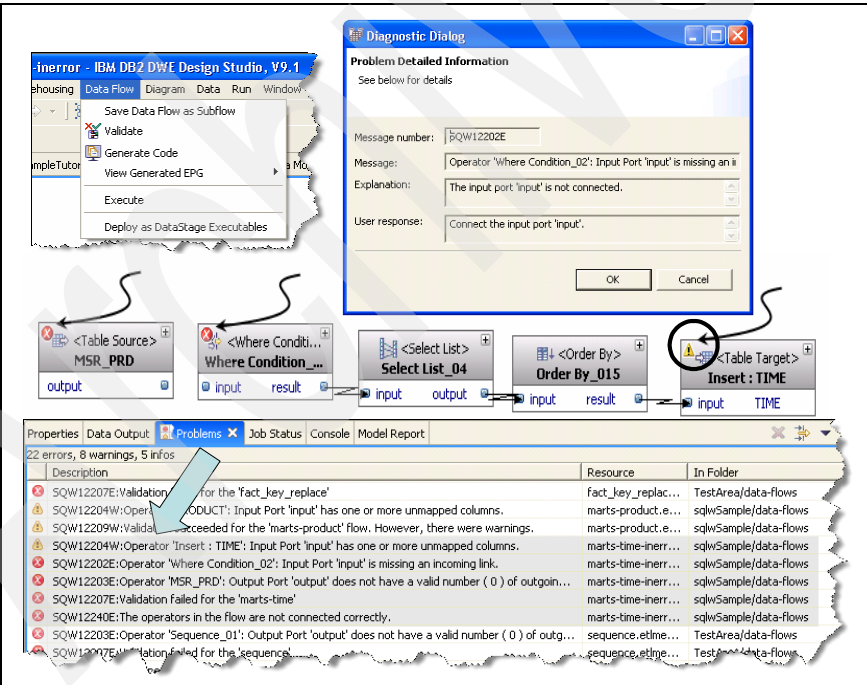 -inerror - IBM DB2 DWE Design Studio, V9.1
ehousing Data Flow Diagram Data Run Window
Save Data Flow as Subflow
Validate
Generate Code
View Generated EPG
Execute
Deploy as DataStage Executables
mpleTutor
a Mo
Diagnostic Dialog
Problem Detailed Information
See below for details
Message number: SQW12202E
Message: Operator 'Where Condition_02': Input Port 'input' is missing an i
Explanation: The input port 'input' is not connected.
User response: Connect the input port 'input'.
OK Cancel
<Table Source>
MSR_PRD
output
<Where Conditi...
Where Condition_...
input result
<Select List>
Select List_04
input output
<Order By>
Order By_015
input result
<Table Target>
Insert : TIME
input TIME
Properties Data Output Problems Job Status Console Model Report
22 errors, 8 warnings, 5 infos
Description Resource In Folder
SQW12207E:Validation for the 'fact_key_replace' fact_key_replac... TestArea/data-flows
SQW12204W:Oper ODUCT': Input Port 'input' has one or more unmapped columns. marts-product.e... sqlwSample/data-flows
SQW12209W:Valida cceeded for the 'marts-product' flow. However, there were warnings. marts-product.e... sqlwSample/data-flows
SQW12204W:Operator 'Insert : TIME': Input Port 'input' has one or more unmapped columns. marts-time-inerr... sqlwSample/data-flows
SQW12202E:Operator 'Where Condition_02': Input Port 'input' is missing an incoming link. marts-time-inerr... sqlwSample/data-flows
SQW12203E:Operator 'MSR_PRD': Output Port 'output' does not have a valid number ( 0 ) of outgoin... marts-time-inerr... sqlwSample/data-flows
SQW12207E:Validation failed for the 'marts-time' marts-time-inerr... sqlwSample/data-flows
SQW12240E:The operators in the flow are not connected correctly. marts-time-inerr... sqlwSample/data-flows
SQW12203E:Operator 'Sequence_01': Output Port 'output' does not have a valid number ( 0 ) of outg... sequence.etlme... TestArea/data-flows
failed for the 'sequence'